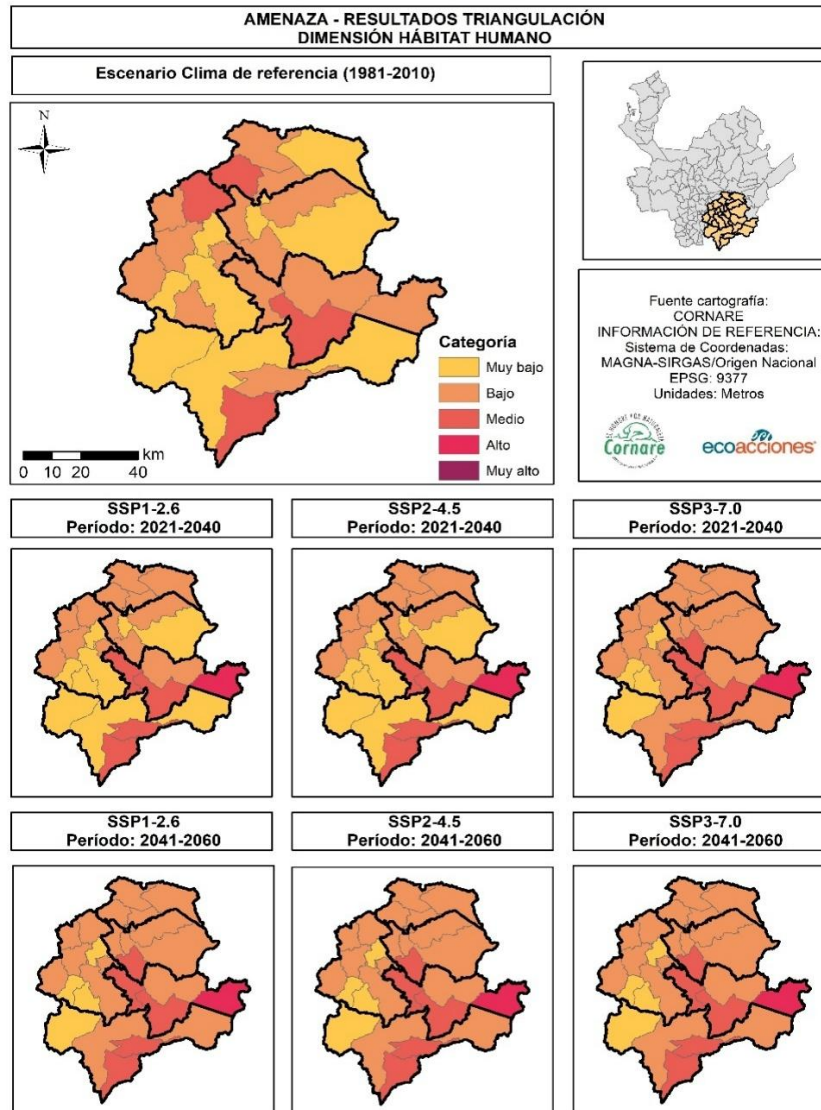 AMENAZA - RESULTADOS TRIANGULACIÓN
DIMENSIÓN HÁBITAT HUMANO
Escenario Clima de referencia (1981-2010)
N
Categoría
Muy bajo
Bajo
Medio
Alto
Muy alto
km
0 10 20 40
Fuente cartografía:
CORNARE
INFORMACIÓN DE REFERENCIA:
Sistema de Coordenadas:
MAGNA-SIRGAS/Origen Nacional
EPSG: 9377
Unidades: Metros
Cornare
ecoacciones
SSP1-2.6
Período: 2021-2040
SSP2-4.5
Período: 2021-2040
SSP3-7.0
Período: 2021-2040
SSP1-2.6
Período: 2041-2060
SSP2-4.5
Período: 2041-2060
SSP3-7.0
Período: 2041-2060